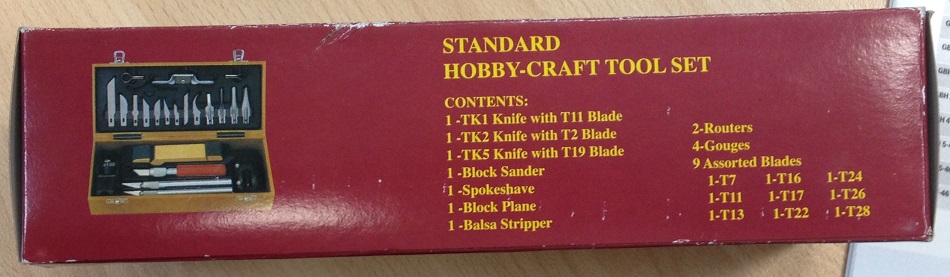 STANDARD
HOBBY-CRAFT TOOL SET
CONTENTS:
1 -TK1 Knife with T11 Blade
1 -TK2 Knife with T2 Blade
1 -TK5 Knife with T19 Blade
1 -Block Sander
1 -Spokeshave
1 -Block Plane
1 -Balsa Stripper
2-Routers
4-Gouges
9 Assorted Blades
1-T7 1-T16 1-T24
1-T11 1-T17 1-T26
1-T13 1-T22 1-T28